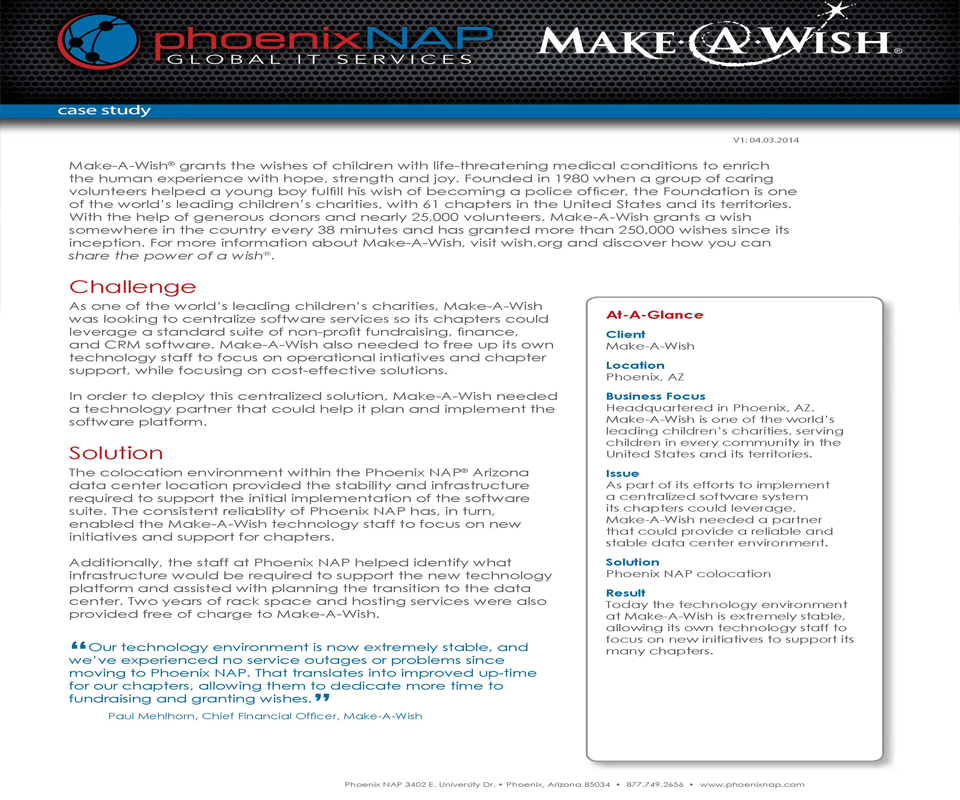 phoenixNAP
GLOBAL IT SERVICES
MAKE·A·WISH®
case study
V1: 04.03.2014
Make-A-Wish® grants the wishes of children with life-threatening medical conditions to enrich
the human experience with hope, strength and joy. Founded in 1980 when a group of caring
volunteers helped a young boy fulfill his wish of becoming a police officer, the Foundation is one
of the world's leading children's charities, with 61 chapters in the United States and its territories.
With the help of generous donors and nearly 25,000 volunteers, Make-A-Wish grants a wish
somewhere in the country every 38 minutes and has granted more than 250,000 wishes since its
inception. For more information about Make-A-Wish, visit wish.org and discover how you can
share the power of a wish®.
Challenge
As one of the world's leading children's charities, Make-A-Wish
was looking to centralize software services so its chapters could
leverage a standard suite of non-profit fundraising, finance,
and CRM software. Make-A-Wish also needed to free up its own
technology staff to focus on operational intiatives and chapter
support, while focusing on cost-effective solutions.
In order to deploy this centralized solution, Make-A-Wish needed
a technology partner that could help it plan and implement the
software platform.
Solution
The colocation environment within the Phoenix NAP® Arizona
data center location provided the stability and infrastructure
required to support the initial implementation of the software
suite. The consistent reliablity of Phoenix NAP has, in turn,
enabled the Make-A-Wish technology staff to focus on new
initiatives and support for chapters.
Additionally, the staff at Phoenix NAP helped identify what
infrastructure would be required to support the new technology
platform and assisted with planning the transition to the data
center. Two years of rack space and hosting services were also
provided free of charge to Make-A-Wish.
“Our technology environment is now extremely stable, and
we've experienced no service outages or problems since
moving to Phoenix NAP. That translates into improved up-time
for our chapters, allowing them to dedicate more time to
fundraising and granting wishes.”
Paul Mehlhorn, Chief Financial Officer, Make-A-Wish
At-A-Glance
Client
Make-A-Wish
Location
Phoenix, AZ
Business Focus
Headquartered in Phoenix, AZ,
Make-A-Wish is one of the world's
leading children's charities, serving
children in every community in the
United States and its territories.
Issue
As part of its efforts to implement
a centralized software system
its chapters could leverage,
Make-A-Wish needed a partner
that could provide a reliable and
stable data center environment.
Solution
Phoenix NAP colocation
Result
Today the technology environment
at Make-A-Wish is extremely stable,
allowing its own technology staff to
focus on new initiatives to support its
many chapters.
Phoenix NAP 3402 E. University Dr. • Phoenix, Arizona 85034 • 877.749.2656 • www.phoenixnap.com